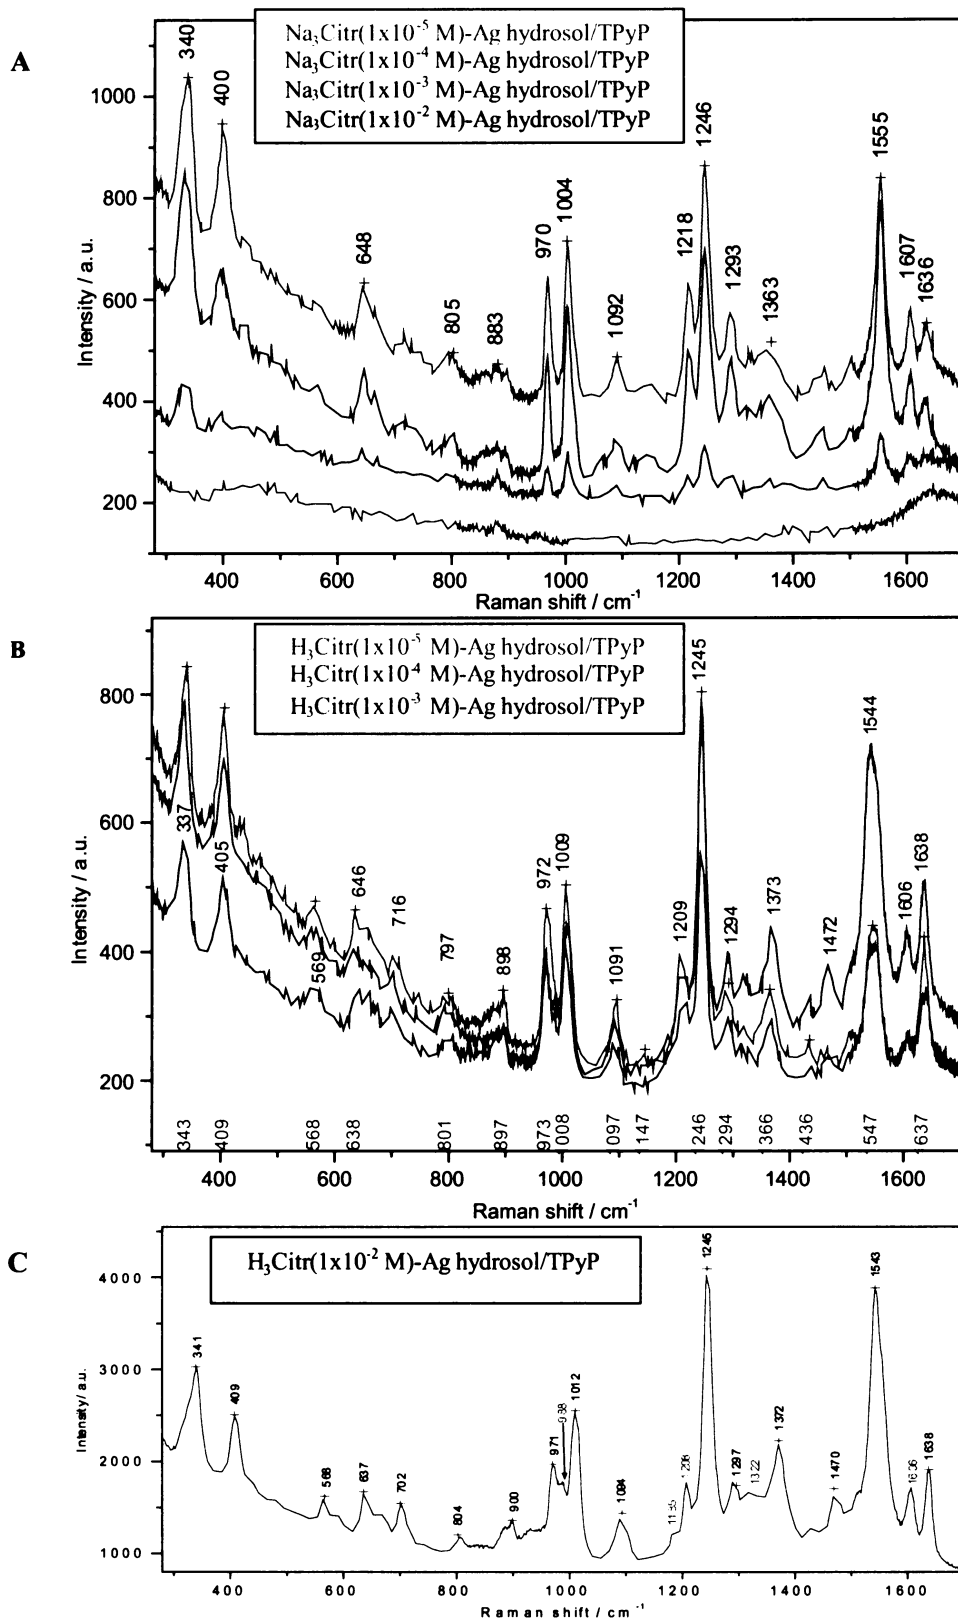 A
Na₃Citr(1x10⁻⁵ M)-Ag hydrosol/TPyP
Na₃Citr(1x10⁻⁴ M)-Ag hydrosol/TPyP
Na₃Citr(1x10⁻³ M)-Ag hydrosol/TPyP
Na₃Citr(1x10⁻² M)-Ag hydrosol/TPyP
340 400 648 805 883 970 1004 1092 1218 1246 1293 1363 1555 1607 1636
Intensity / a.u.
1000
800
600
400
200
400 600 800 1000 1200 1400 1600
Raman shift / cm⁻¹
B
H₃Citr(1x10⁻⁵ M)-Ag hydrosol/TPyP
H₃Citr(1x10⁻⁴ M)-Ag hydrosol/TPyP
H₃Citr(1x10⁻³ M)-Ag hydrosol/TPyP
337 405 569 646 716 797 898 972 1009 1091 1209 1245 1294 1373 1472 1544 1606 1638
Intensity / a.u.
800
600
400
200
343 409 568 638 801 897 973 008 097 147 246 294 366 436 547 637
400 600 800 1000 1200 1400 1600
Raman shift / cm⁻¹
C
H₃Citr(1x10⁻² M)-Ag hydrosol/TPyP
341 409 568 637 702 804 900 971 988 1012 1094 1297 1322 1372 1470 1543 1638
Intensity / a.u.
4000
3000
2000
1000
400 600 800 1000 1200 1400 1600
Raman shift / cm⁻¹